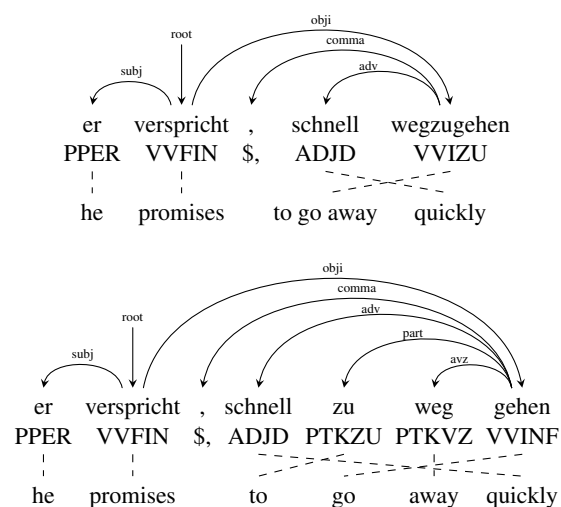 obji
comma
root
adv
subj
er verspricht , schnell wegzugehen
PPER VVFIN $, ADJD VVIZU
he promises to go away quickly
obji
comma
adv
root
part
subj
avz
er verspricht , schnell zu weg gehen
PPER VVFIN $, ADJD PTKZU PTKVZ VVINF
he promises to go away quickly